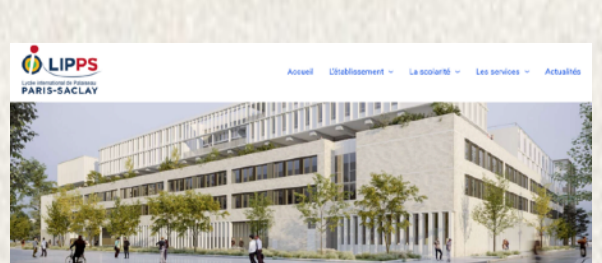 LIPPS
Lycée international de Palaiseau
PARIS-SACLAY
Accueil L'établissement La scolarité Les services Actualités